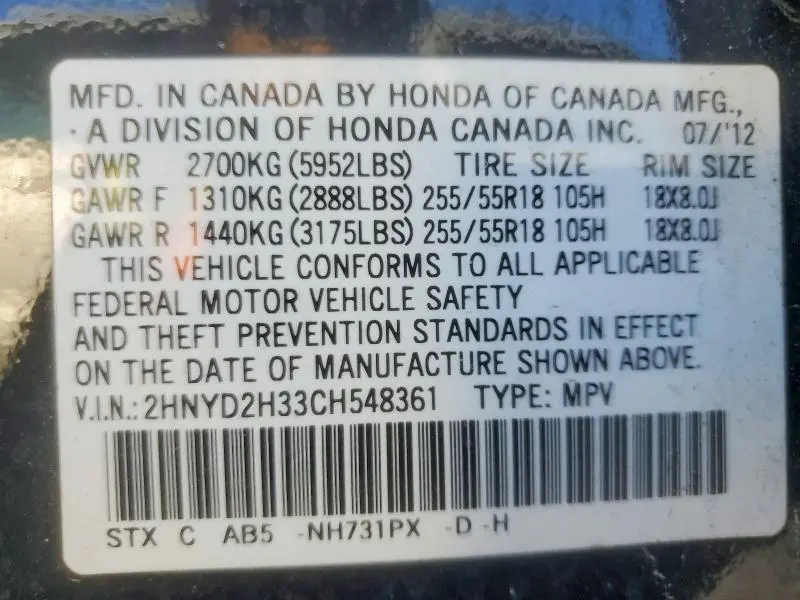 MFD. IN CANADA BY HONDA OF CANADA MFG.,
· A DIVISION OF HONDA CANADA INC. 07/'12
GVWR 2700KG (5952LBS) TIRE SIZE RIM SIZE
GAWR F 1310KG (2888LBS) 255/55R18 105H 18X8.0J
GAWR R 1440KG (3175LBS) 255/55R18 105H 18X8.0J
THIS VEHICLE CONFORMS TO ALL APPLICABLE
FEDERAL MOTOR VEHICLE SAFETY
AND THEFT PREVENTION STANDARDS IN EFFECT
ON THE DATE OF MANUFACTURE SHOWN ABOVE.
V.I.N.: 2HNYD2H33CH548361 TYPE: MPV
STX C AB5 -NH731PX -D -H